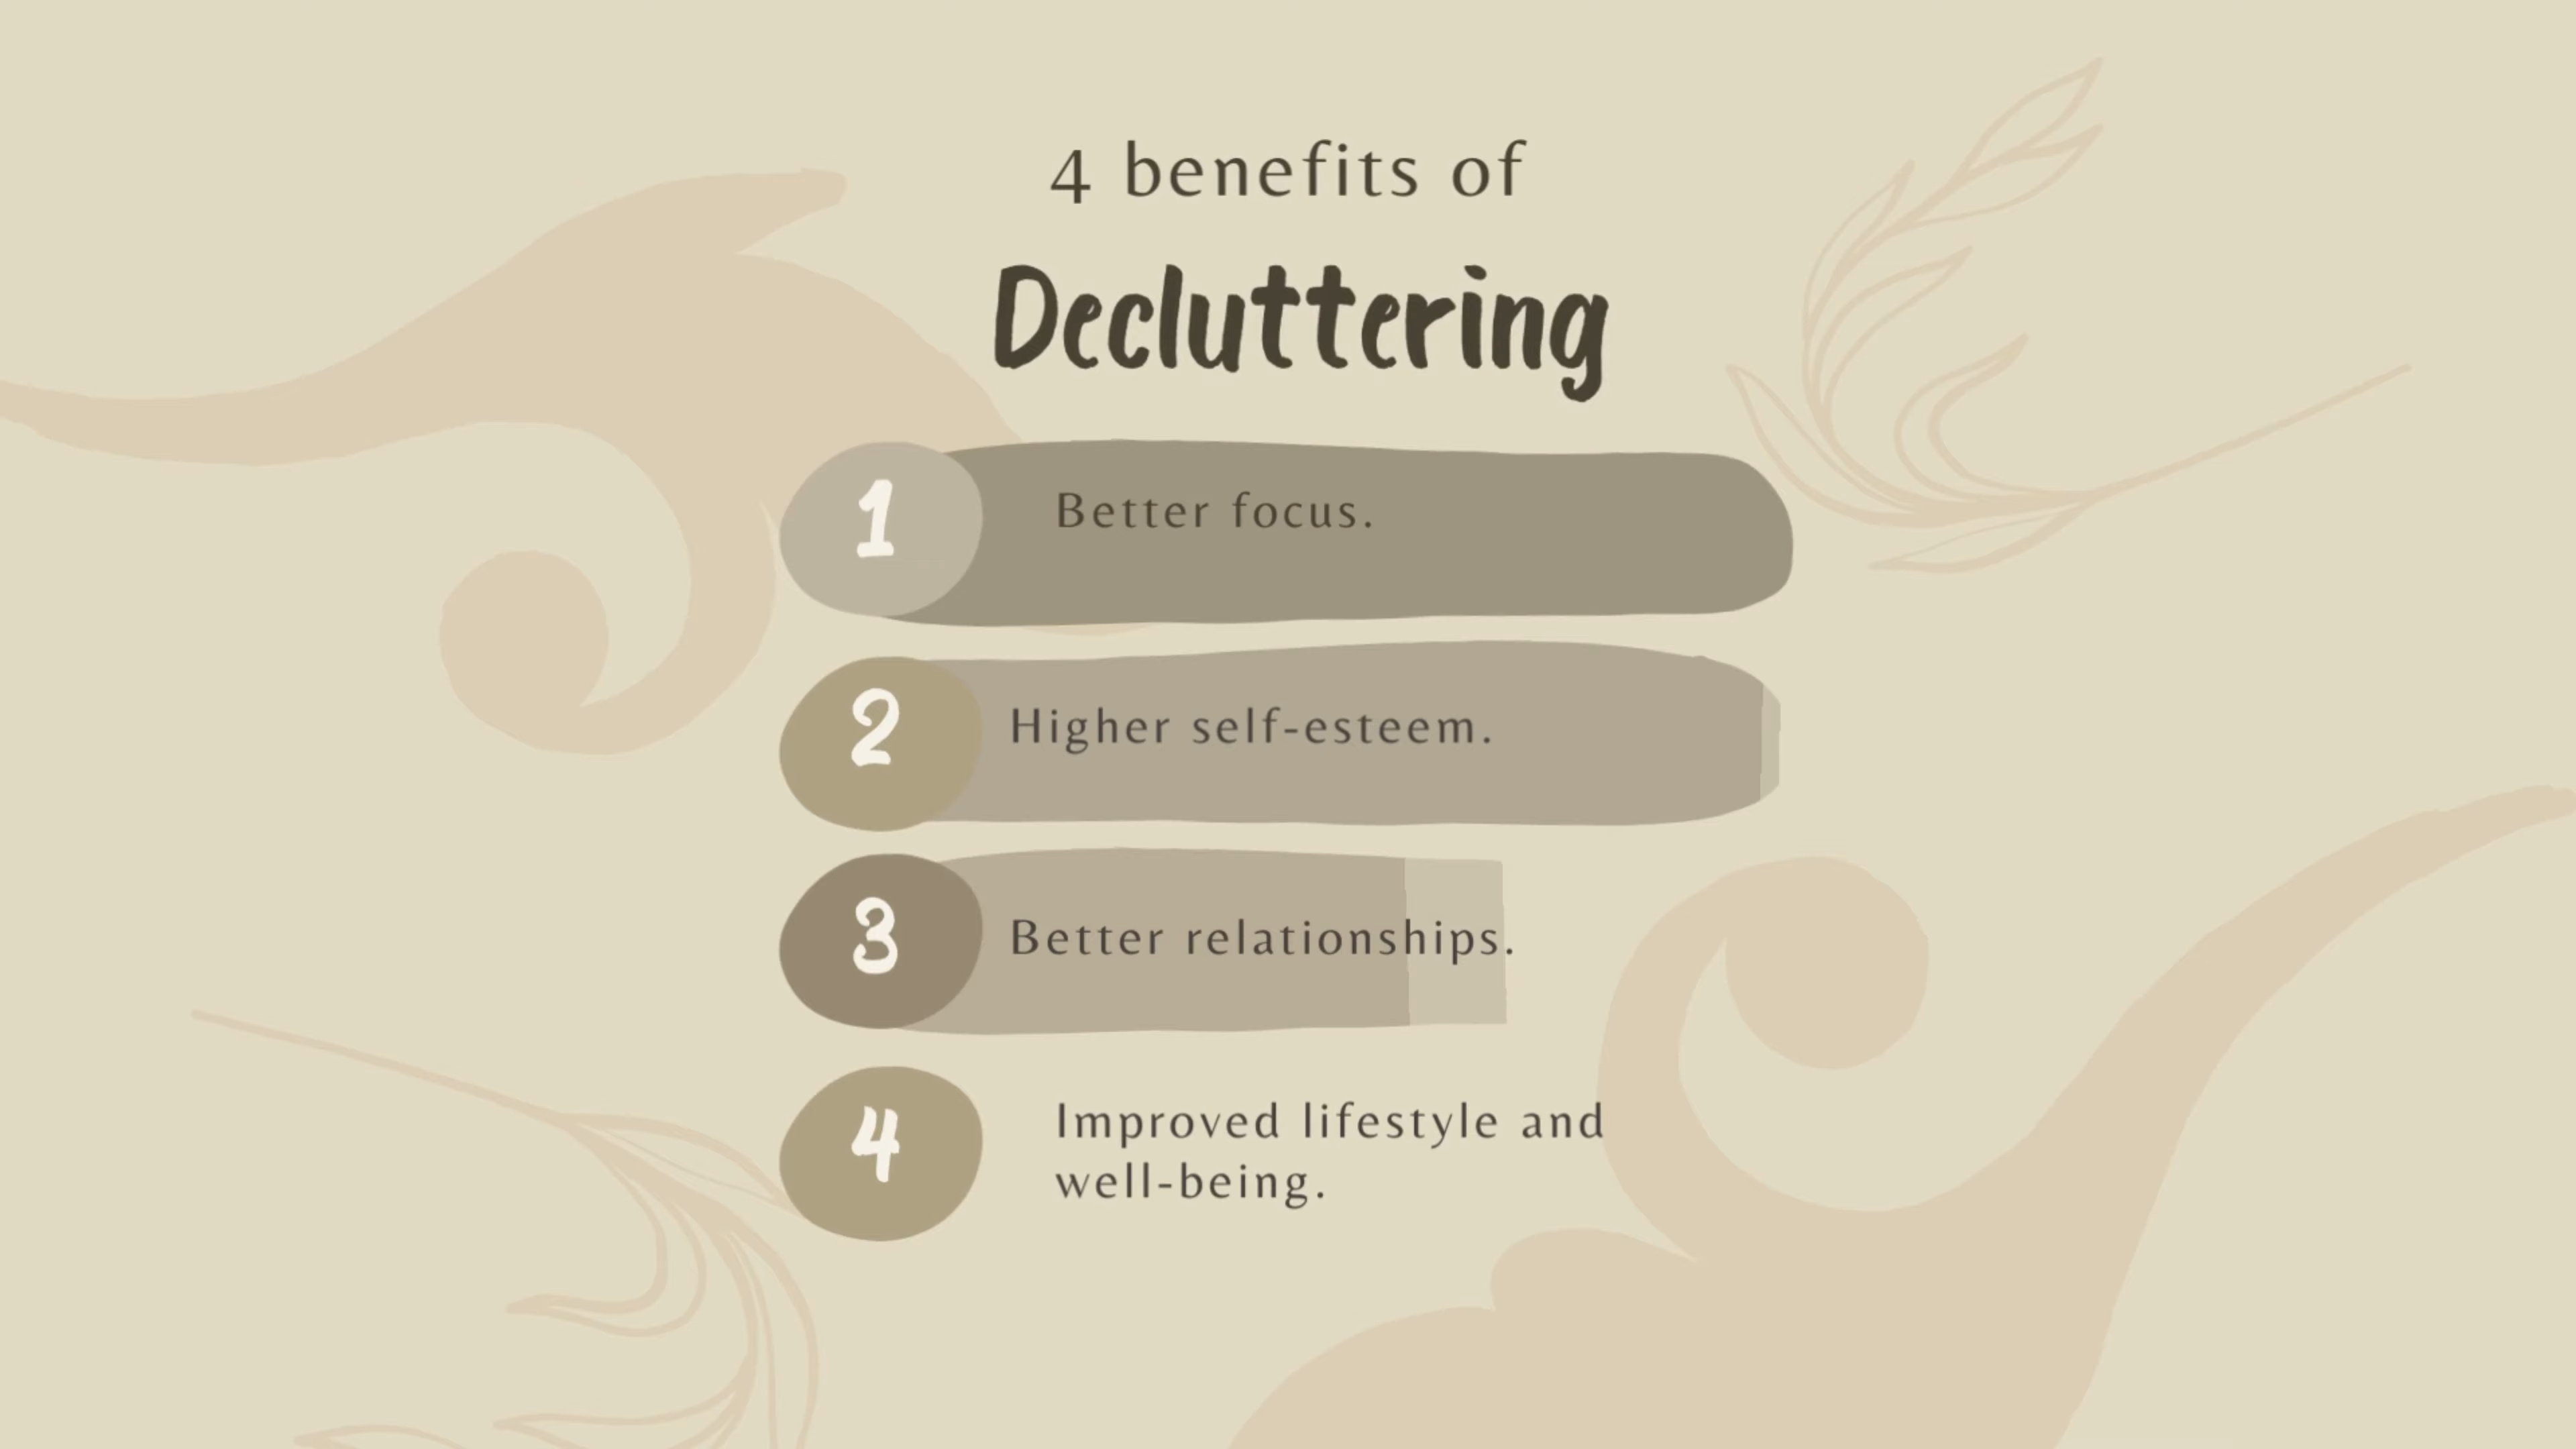 4 benefits of
Decluttering
1
Better focus.
2
Higher self-esteem.
3
Better relationships.
4
Improved lifestyle and
well-being.